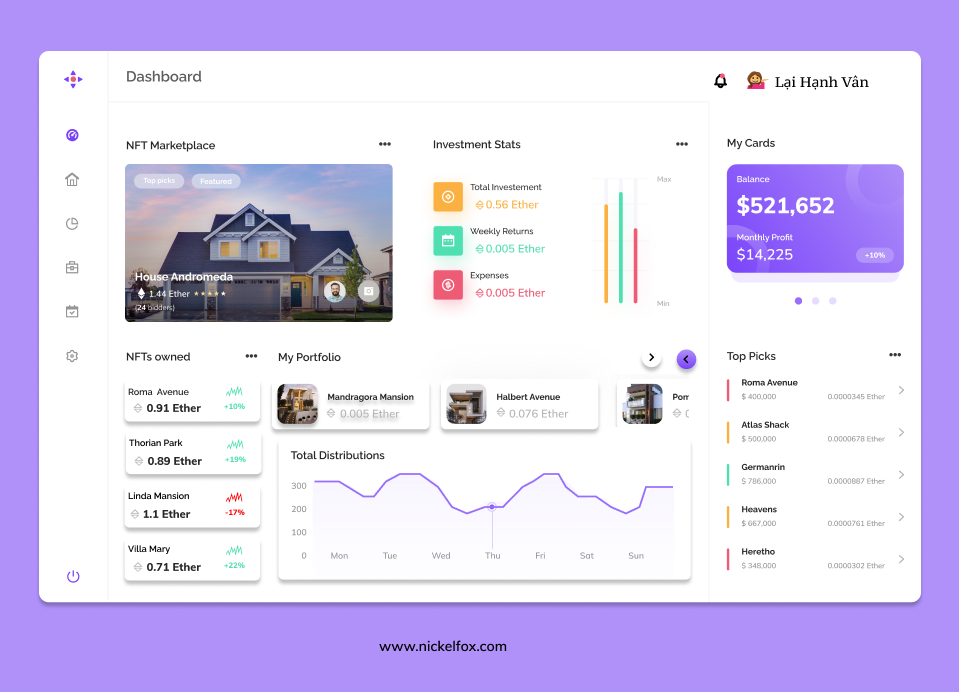 Dashboard
Lại Hạnh Vân
NFT Marketplace
Top picks
Featured
House Andromeda
1.44 Ether
(24 bidders)
Investment Stats
Total Investement
0.56 Ether
Weekly Returns
0.005 Ether
Expenses
0.005 Ether
Max
Min
My Cards
Balance
$521,652
Monthly Profit
$14,225
+10%
NFTs owned
Roma Avenue
0.91 Ether
+10%
Thorian Park
0.89 Ether
+19%
Linda Mansion
1.1 Ether
-17%
Villa Mary
0.71 Ether
+22%
My Portfolio
Mandragora Mansion
0.005 Ether
Halbert Avenue
0.076 Ether
Pom
Total Distributions
300
200
100
0
Mon Tue Wed Thu Fri Sat Sun
Top Picks
Roma Avenue
$ 400,000 0.0000345 Ether
Atlas Shack
$ 500,000 0.0000678 Ether
Germanrin
$ 786,000 0.0000887 Ether
Heavens
$ 667,000 0.0000761 Ether
Heretho
$ 348,000 0.0000302 Ether
www.nickelfox.com